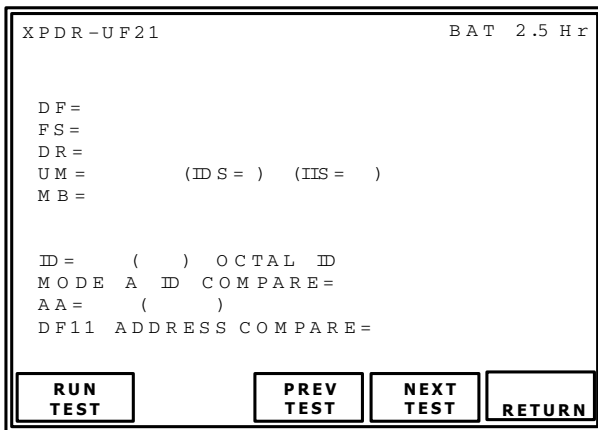 XPDR-UF21 BAT 2.5 Hr
DF=
FS=
DR=
UM= (IDS= ) (IIS= )
MB=
ID= ( ) OCTAL ID
MODE A ID COMPARE=
AA= ( )
DF11 ADDRESS COMPARE=
RUN TEST
PREV TEST
NEXT TEST
RETURN